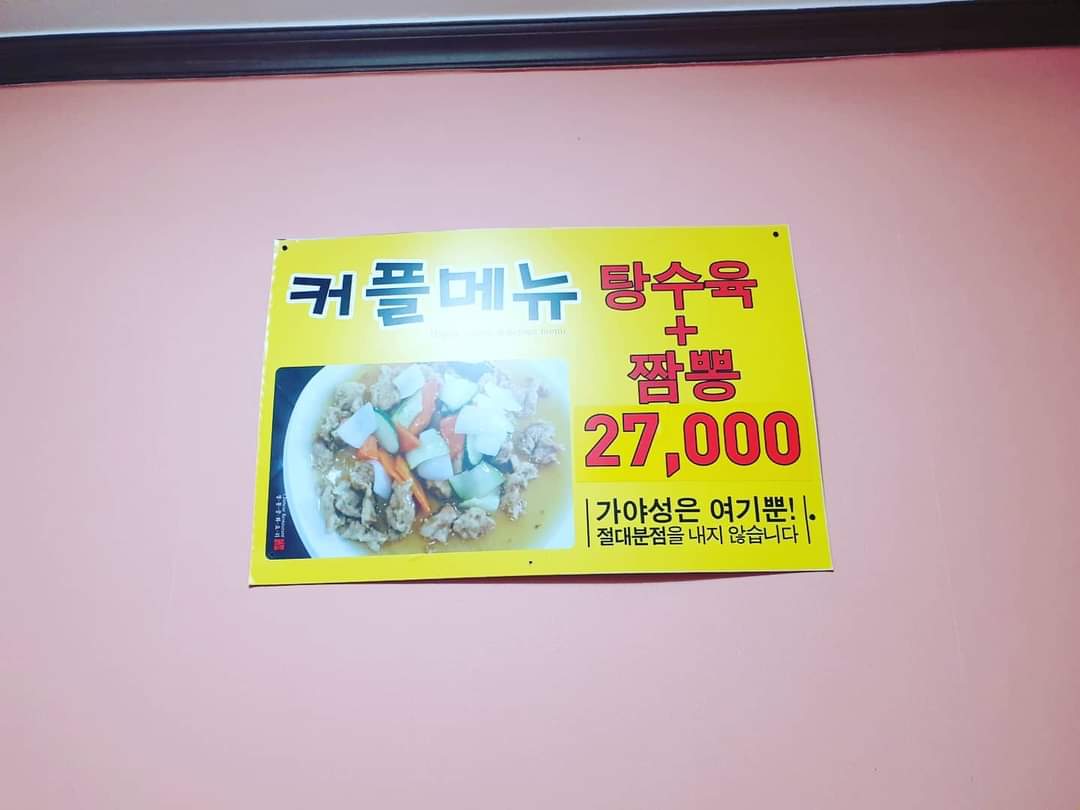 커플메뉴
탕수육
+
짬뽕
27,000
가야성은 여기뿐!
절대분점을 내지 않습니다